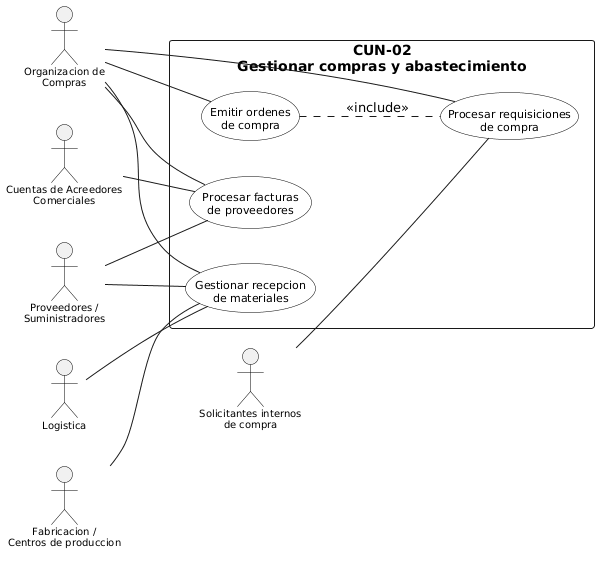 CUN-02
Gestionar compras y abastecimiento
Organizacion de
Compras
Emitir ordenes
de compra
«include»
Procesar requisiciones
de compra
Cuentas de Acreedores
Comerciales
Procesar facturas
de proveedores
Proveedores /
Suministradores
Gestionar recepcion
de materiales
Logistica
Solicitantes internos
de compra
Fabricacion /
Centros de produccion